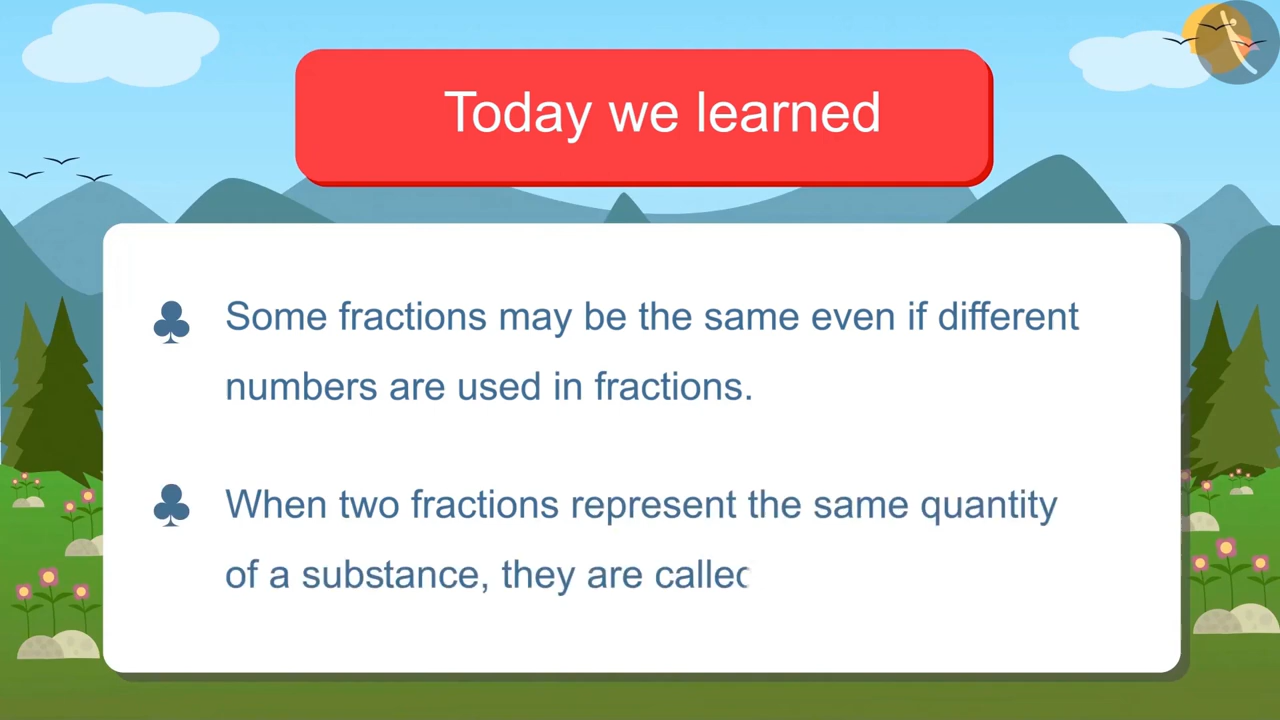 Today we learned
Some fractions may be the same even if different
numbers are used in fractions.
When two fractions represent the same quantity
of a substance, they are